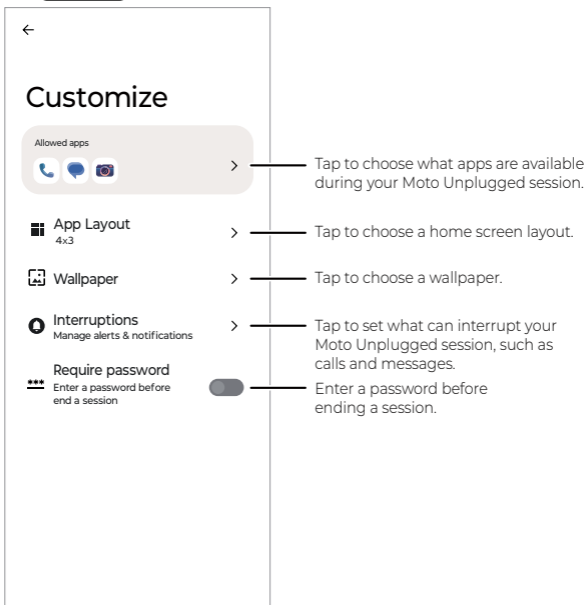 Customize
Allowed apps
Tap to choose what apps are available
during your Moto Unplugged session.
App Layout
4x3
Tap to choose a home screen layout.
Wallpaper
Tap to choose a wallpaper.
Interruptions
Manage alerts & notifications
Tap to set what can interrupt your
Moto Unplugged session, such as
calls and messages.
Require password
Enter a password before
end a session
Enter a password before
ending a session.